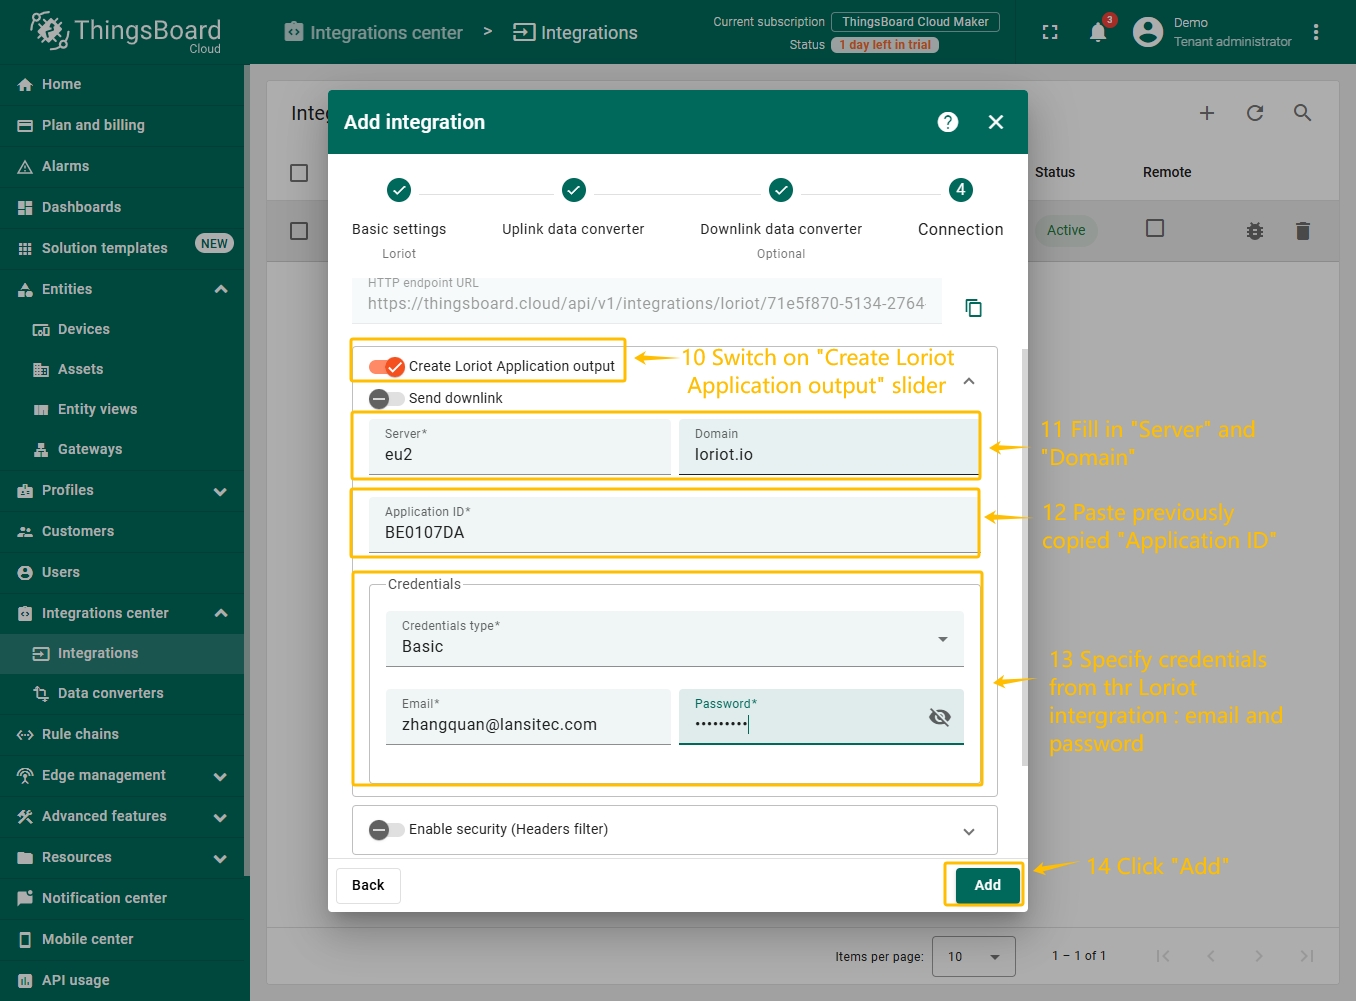 ThingsBoard
Cloud
Integrations center > Integrations
Current subscription ThingsBoard Cloud Maker
Status 1 day left in trial
3
Demo
Tenant administrator
Home
Plan and billing
Alarms
Dashboards
Solution templates NEW
Entities
Devices
Assets
Entity views
Gateways
Profiles
Customers
Users
Integrations center
Integrations
Data converters
Rule chains
Edge management
Advanced features
Resources
Notification center
Mobile center
API usage
Status Remote
Active
Add integration
?
4
Basic settings Uplink data converter Downlink data converter Connection
Loriot Optional
HTTP endpoint URL
https://thingsboard.cloud/api/v1/integrations/loriot/71e5f870-5134-2764-
Create Loriot Application output
10 Switch on "Create Loriot
Application output" slider
Send downlink
Server* Domain
eu2 loriot.io
11 Fill in "Server" and
"Domain"
Application ID*
BE0107DA
12 Paste previously
copied "Application ID"
Credentials
Credentials type*
Basic
Email* Password*
zhangquan@lansitec.com •••••••••
13 Specify credentials
from thr Loriot
intergration : email and
password
Enable security (Headers filter)
Back Add
14 Click "Add"
Items per page: 10 1 – 1 of 1